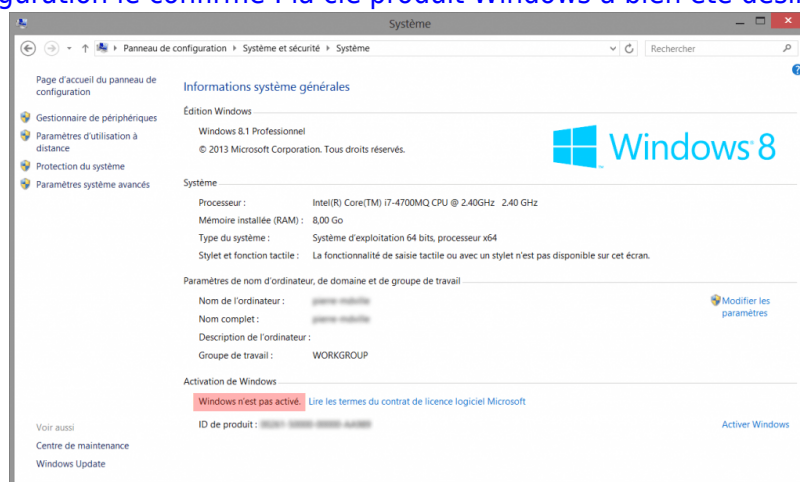 guration le confirme : la clé produit Windows a bien été dési
Système
Panneau de configuration ▸ Système et sécurité ▸ Système
Rechercher
Page d'accueil du panneau de
configuration
Gestionnaire de périphériques
Paramètres d'utilisation à
distance
Protection du système
Paramètres système avancés
Voir aussi
Centre de maintenance
Windows Update
Informations système générales
Édition Windows
Windows 8.1 Professionnel
© 2013 Microsoft Corporation. Tous droits réservés.
Windows 8
Système
Processeur : Intel(R) Core(TM) i7-4700MQ CPU @ 2.40GHz 2.40 GHz
Mémoire installée (RAM) : 8,00 Go
Type du système : Système d'exploitation 64 bits, processeur x64
Stylet et fonction tactile : La fonctionnalité de saisie tactile ou avec un stylet n'est pas disponible sur cet écran.
Paramètres de nom d'ordinateur, de domaine et de groupe de travail
Nom de l'ordinateur :
Modifier les
paramètres
Nom complet :
Description de l'ordinateur :
Groupe de travail : WORKGROUP
Activation de Windows
Windows n'est pas activé. Lire les termes du contrat de licence logiciel Microsoft
ID de produit :
Activer Windows